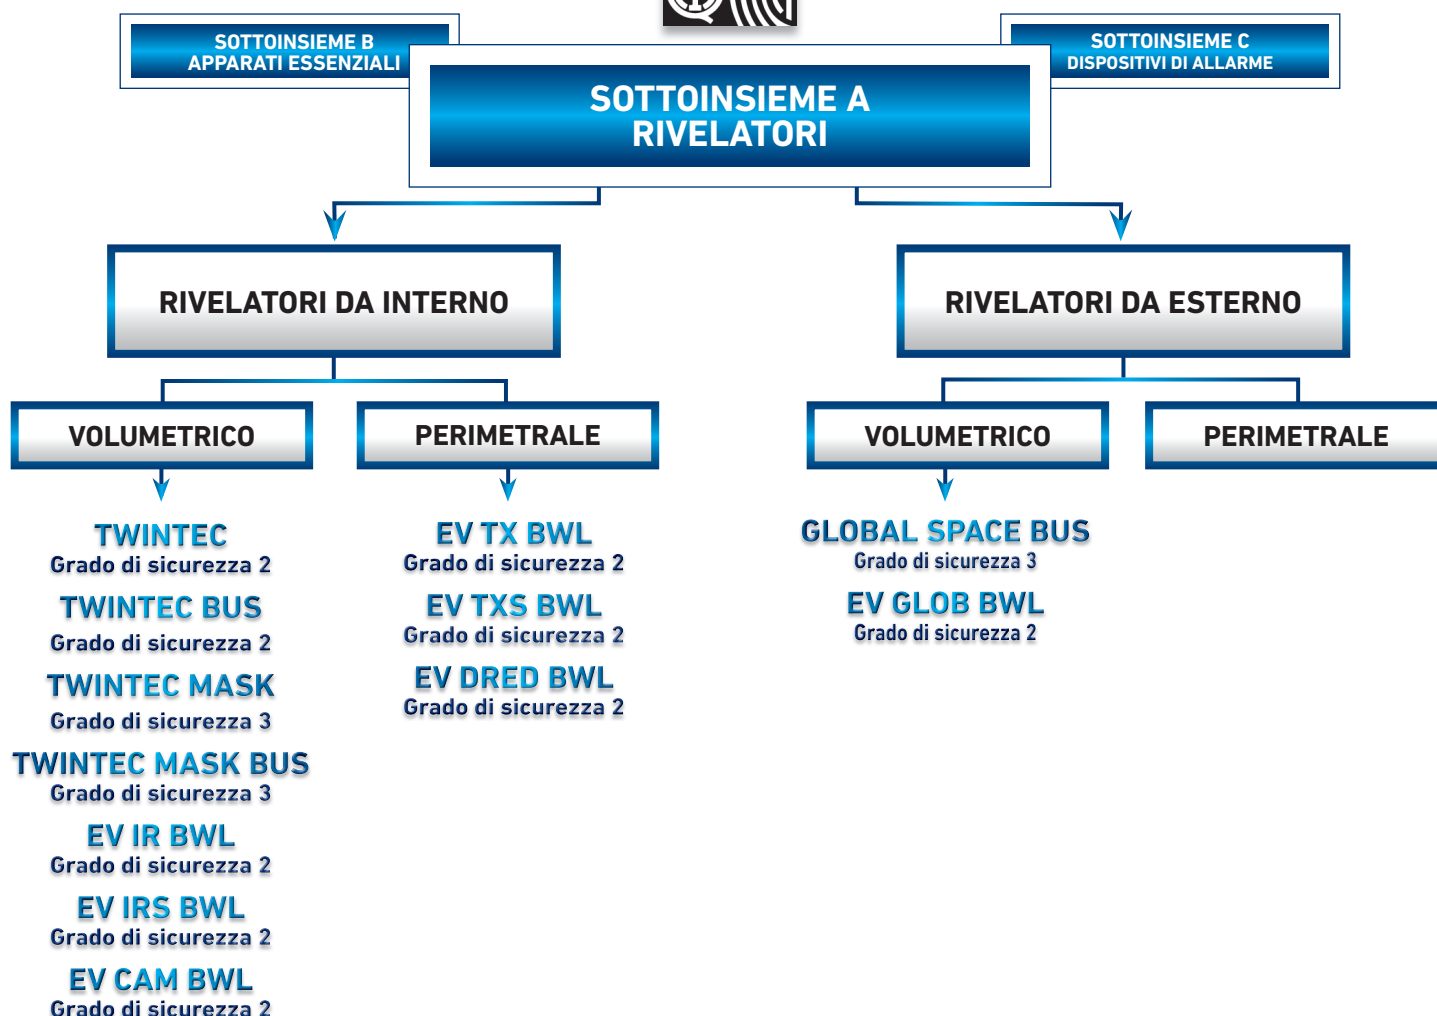 SOTTOINSIEME B
APPARATI ESSENZIALI
SOTTOINSIEME C
DISPOSITIVI DI ALLARME
SOTTOINSIEME A
RIVELATORI
RIVELATORI DA INTERNO
RIVELATORI DA ESTERNO
VOLUMETRICO
PERIMETRALE
VOLUMETRICO
PERIMETRALE
TWINTEC
Grado di sicurezza 2
TWINTEC BUS
Grado di sicurezza 2
TWINTEC MASK
Grado di sicurezza 3
TWINTEC MASK BUS
Grado di sicurezza 3
EV IR BWL
Grado di sicurezza 2
EV IRS BWL
Grado di sicurezza 2
EV CAM BWL
Grado di sicurezza 2
EV TX BWL
Grado di sicurezza 2
EV TXS BWL
Grado di sicurezza 2
EV DRED BWL
Grado di sicurezza 2
GLOBAL SPACE BUS
Grado di sicurezza 3
EV GLOB BWL
Grado di sicurezza 2